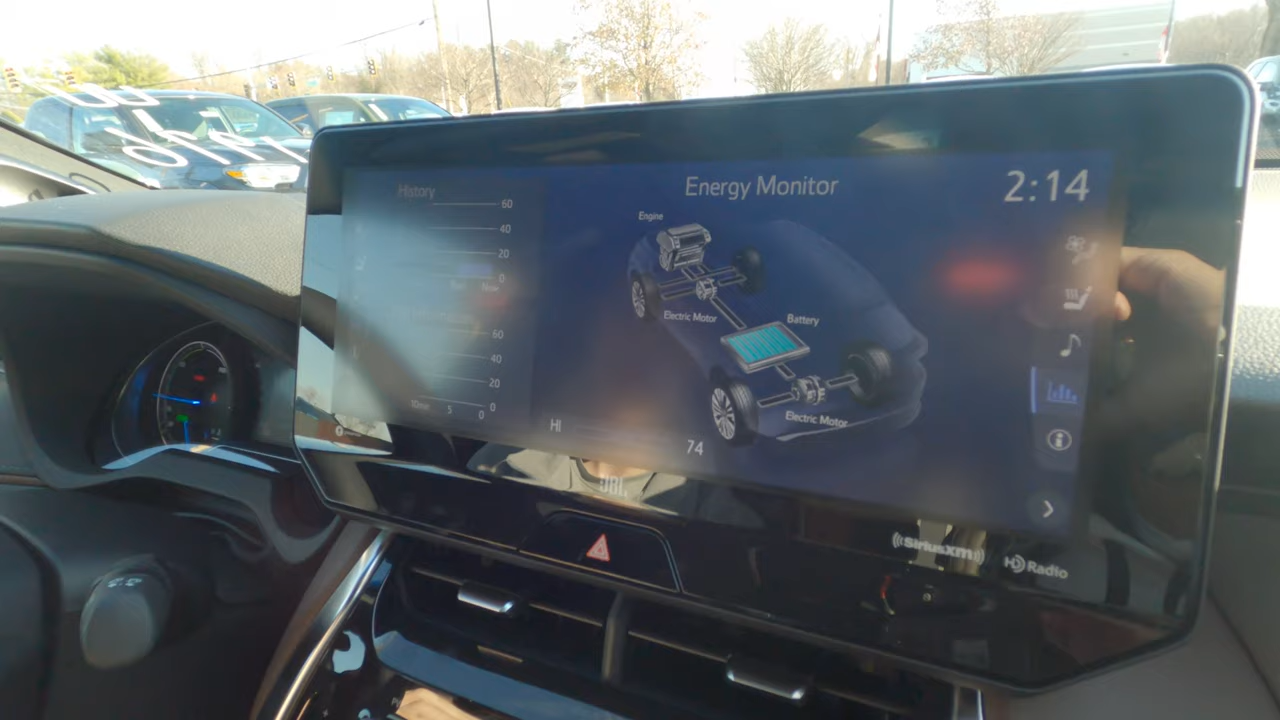 History
60
40
20
0
Now
60
40
20
0
10min
5
0
Energy Monitor
2:14
Engine
Electric Motor
Battery
Electric Motor
HI
74
JBL
SiriusXM
HD Radio